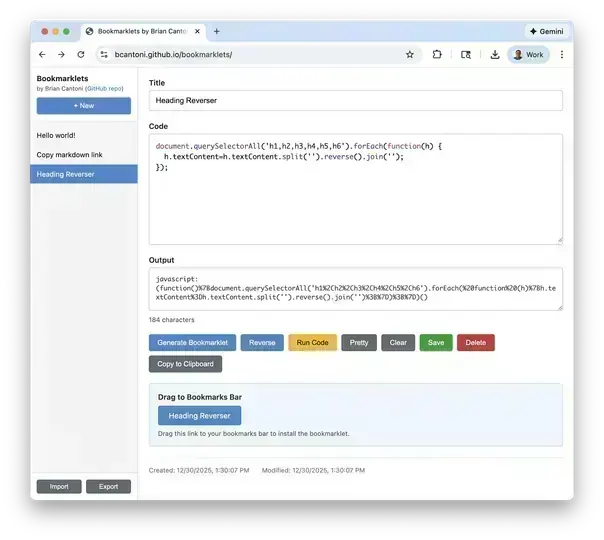 Bookmarklets by Brian Canton
Gemini
bcantoni.github.io/bookmarklets/
Work
Bookmarklets
by Brian Cantoni (GitHub repo)
+ New
Hello world!
Copy markdown link
Heading Reverser
Import
Export
Title
Heading Reverser
Code
document.querySelectorAll('h1,h2,h3,h4,h5,h6').forEach(function(h) {
h.textContent=h.textContent.split('').reverse().join('');
});
Output
javascript:
(function()%7Bdocument.querySelectorAll('h1%2Ch2%2Ch3%2Ch4%2Ch5%2Ch6').forEach(%20function%20(h)%7Bh.te
xtContent%3Dh.textContent.split('').reverse().join('')%3B%7D)%3B%7D)()
184 characters
Generate Bookmarklet
Reverse
Run Code
Pretty
Clear
Save
Delete
Copy to Clipboard
Drag to Bookmarks Bar
Heading Reverser
Drag this link to your bookmarks bar to install the bookmarklet.
Created: 12/30/2025, 1:30:07 PM
Modified: 12/30/2025, 1:30:07 PM